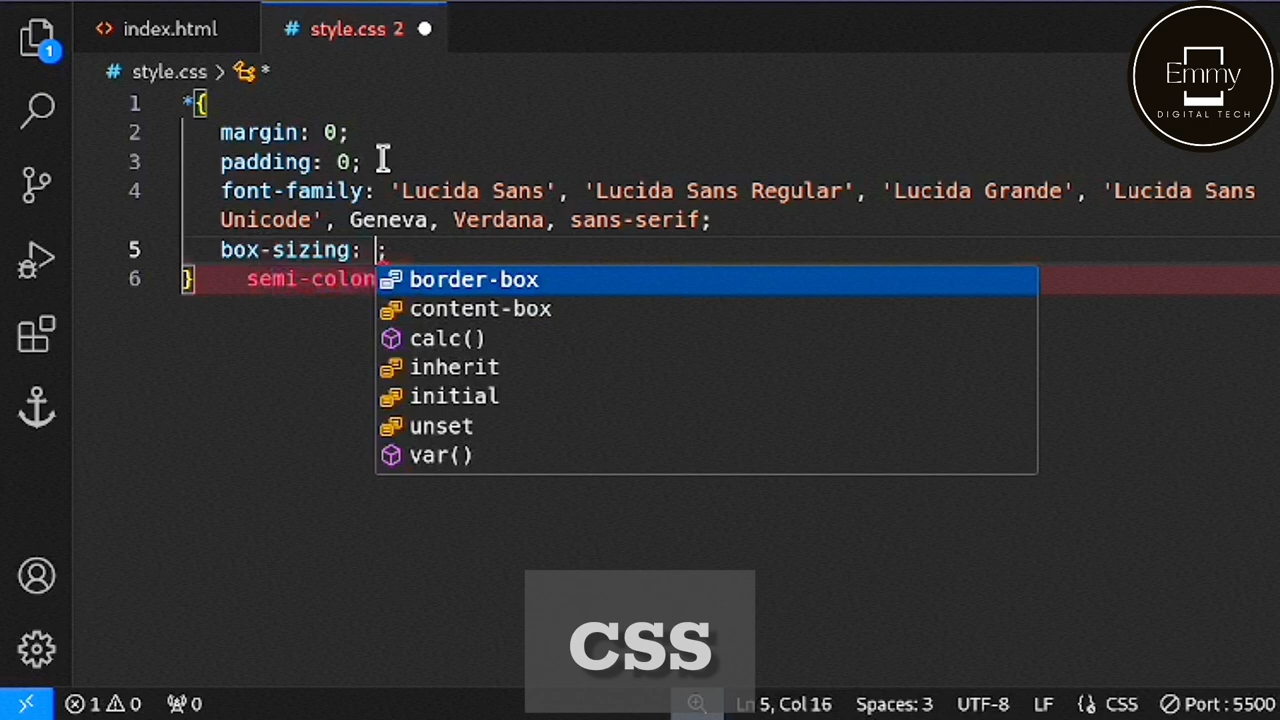 index.html
style.css 2
Emmy
DIGITAL TECH
style.css > *
1
1 *{
2 margin: 0;
3 padding: 0;
4 font-family: 'Lucida Sans', 'Lucida Sans Regular', 'Lucida Grande', 'Lucida Sans
Unicode', Geneva, Verdana, sans-serif;
5 box-sizing: ;
6 } semi-colon
border-box
content-box
calc()
inherit
initial
unset
var()
CSS
1 0 0 Ln 5, Col 16 Spaces: 3 UTF-8 LF {} CSS Port : 5500